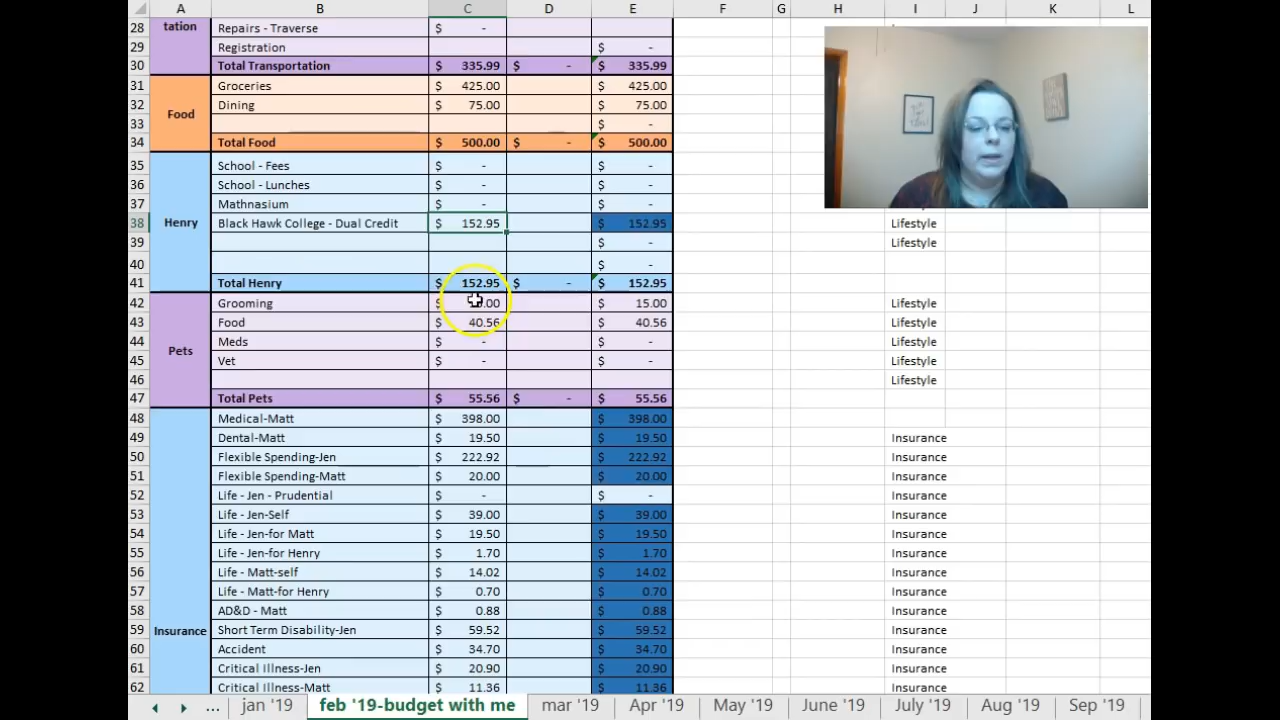 A B C D E F G H I J K L
28 tation Repairs - Traverse $ -
29 Registration $ -
30 Total Transportation $ 335.99 $ - $ 335.99
31 Groceries $ 425.00 $ 425.00
32 Food Dining $ 75.00 $ 75.00
33 $ -
34 Total Food $ 500.00 $ - $ 500.00
35 School - Fees $ - $ -
36 School - Lunches $ - $ -
37 Mathnasium $ - $ -
38 Henry Black Hawk College - Dual Credit $ 152.95 $ 152.95 Lifestyle
39 $ - Lifestyle
40 $ -
41 Total Henry $ 152.95 $ - $ 152.95
42 Grooming $ $ 15.00 Lifestyle
43 Food $ 40.56 $ 40.56 Lifestyle
44 Pets Meds $ - $ - Lifestyle
45 Vet $ - $ - Lifestyle
46 $ - Lifestyle
47 Total Pets $ 55.56 $ - $ 55.56
48 Medical-Matt $ 398.00 $ 398.00
49 Dental-Matt $ 19.50 $ 19.50 Insurance
50 Flexible Spending-Jen $ 222.92 $ 222.92 Insurance
51 Flexible Spending-Matt $ 20.00 $ 20.00 Insurance
52 Life - Jen - Prudential $ - $ - Insurance
53 Life - Jen-Self $ 39.00 $ 39.00 Insurance
54 Life - Jen-for Matt $ 19.50 $ 19.50 Insurance
55 Life - Jen-for Henry $ 1.70 $ 1.70 Insurance
56 Life - Matt-self $ 14.02 $ 14.02 Insurance
57 Life - Matt-for Henry $ 0.70 $ 0.70 Insurance
58 AD&D - Matt $ 0.88 $ 0.88 Insurance
59 Insurance Short Term Disability-Jen $ 59.52 $ 59.52 Insurance
60 Accident $ 34.70 $ 34.70 Insurance
61 Critical Illness-Jen $ 20.90 $ 20.90 Insurance
62 Critical Illness-Matt $ 11.36 $ 11.36 Insurance
... jan '19 feb '19-budget with me mar '19 Apr '19 May '19 June '19 July '19 Aug '19 Sep '19